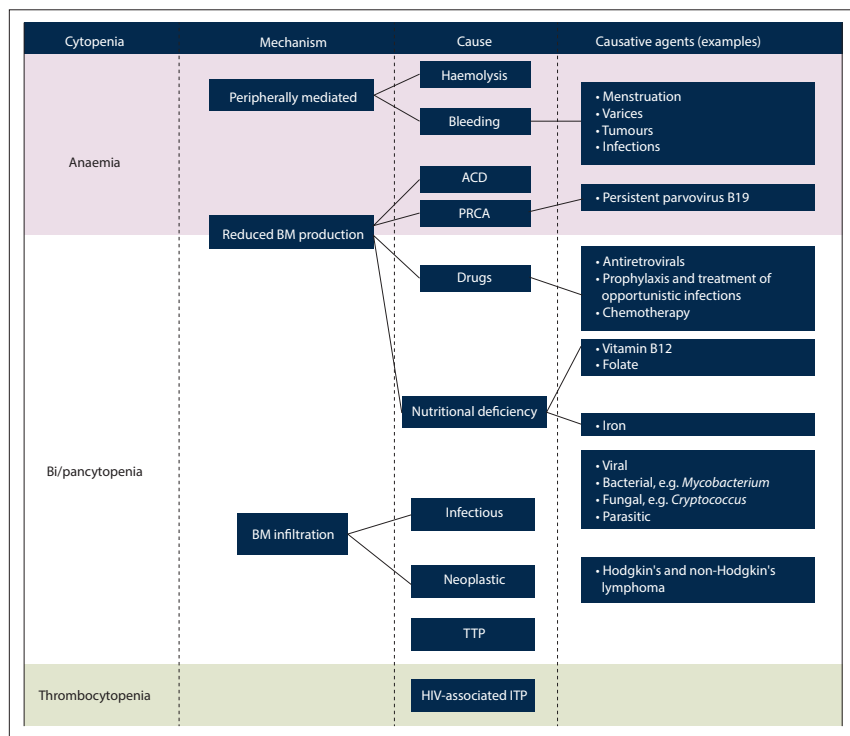 Cytopenia Mechanism Cause Causative agents (examples)
Haemolysis
Peripherally mediated
Bleeding
• Menstruation
• Varices
• Tumours
• Infections
Anaemia
ACD
PRCA
• Persistent parvovirus B19
Reduced BM production
Drugs
• Antiretrovirals
• Prophylaxis and treatment of
opportunistic infections
• Chemotherapy
• Vitamin B12
• Folate
Nutritional deficiency
• Iron
Bi/pancytopenia
• Viral
• Bacterial, e.g. Mycobacterium
• Fungal, e.g. Cryptococcus
• Parasitic
Infectious
BM infiltration
Neoplastic
• Hodgkin's and non-Hodgkin's
lymphoma
TTP
Thrombocytopenia
HIV-associated ITP